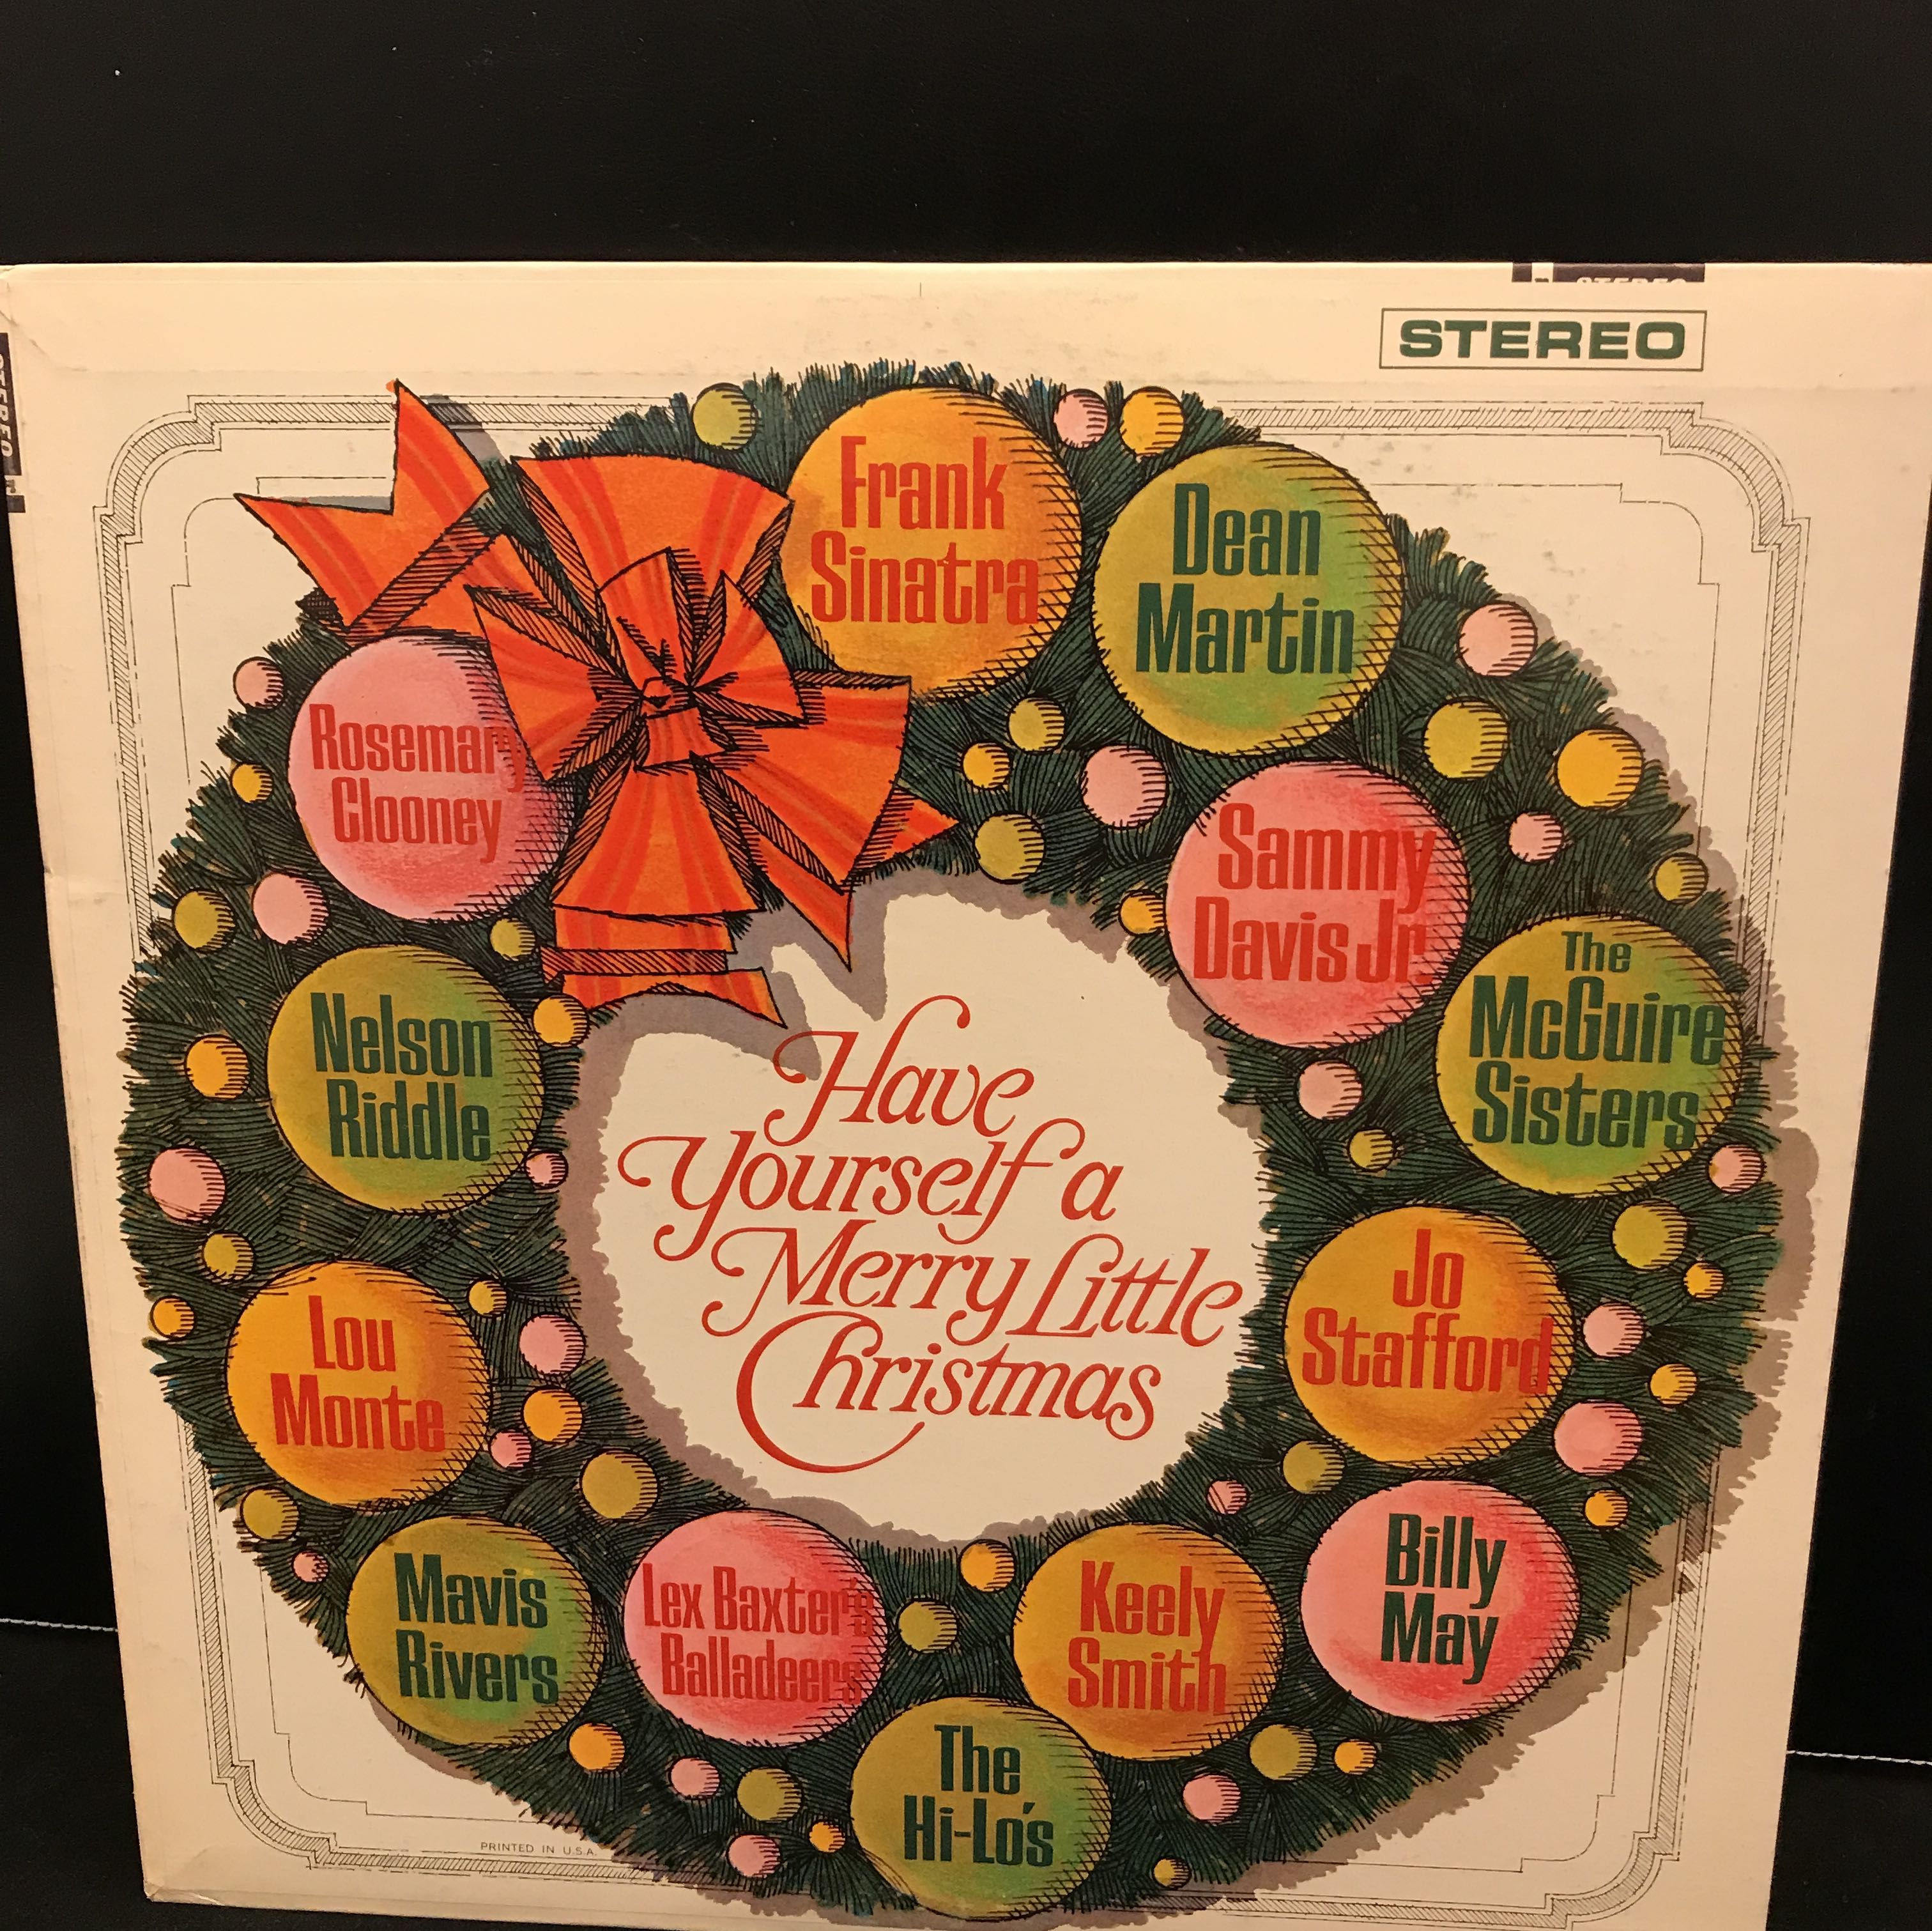 STEREO
STEREO
STEREO
Frank
Sinatra
Dean
Martin
Rosemary
Clooney
Sammy
Davis Jr.
The
McGuire
Sisters
Nelson
Riddle
Have
Yourself a
Merry Little
Christmas
Jo
Stafford
Lou
Monte
Billy
May
Mavis
Rivers
Lex Baxter's
Balladeers
Keely
Smith
The
Hi-Lo's
PRINTED IN U.S.A.